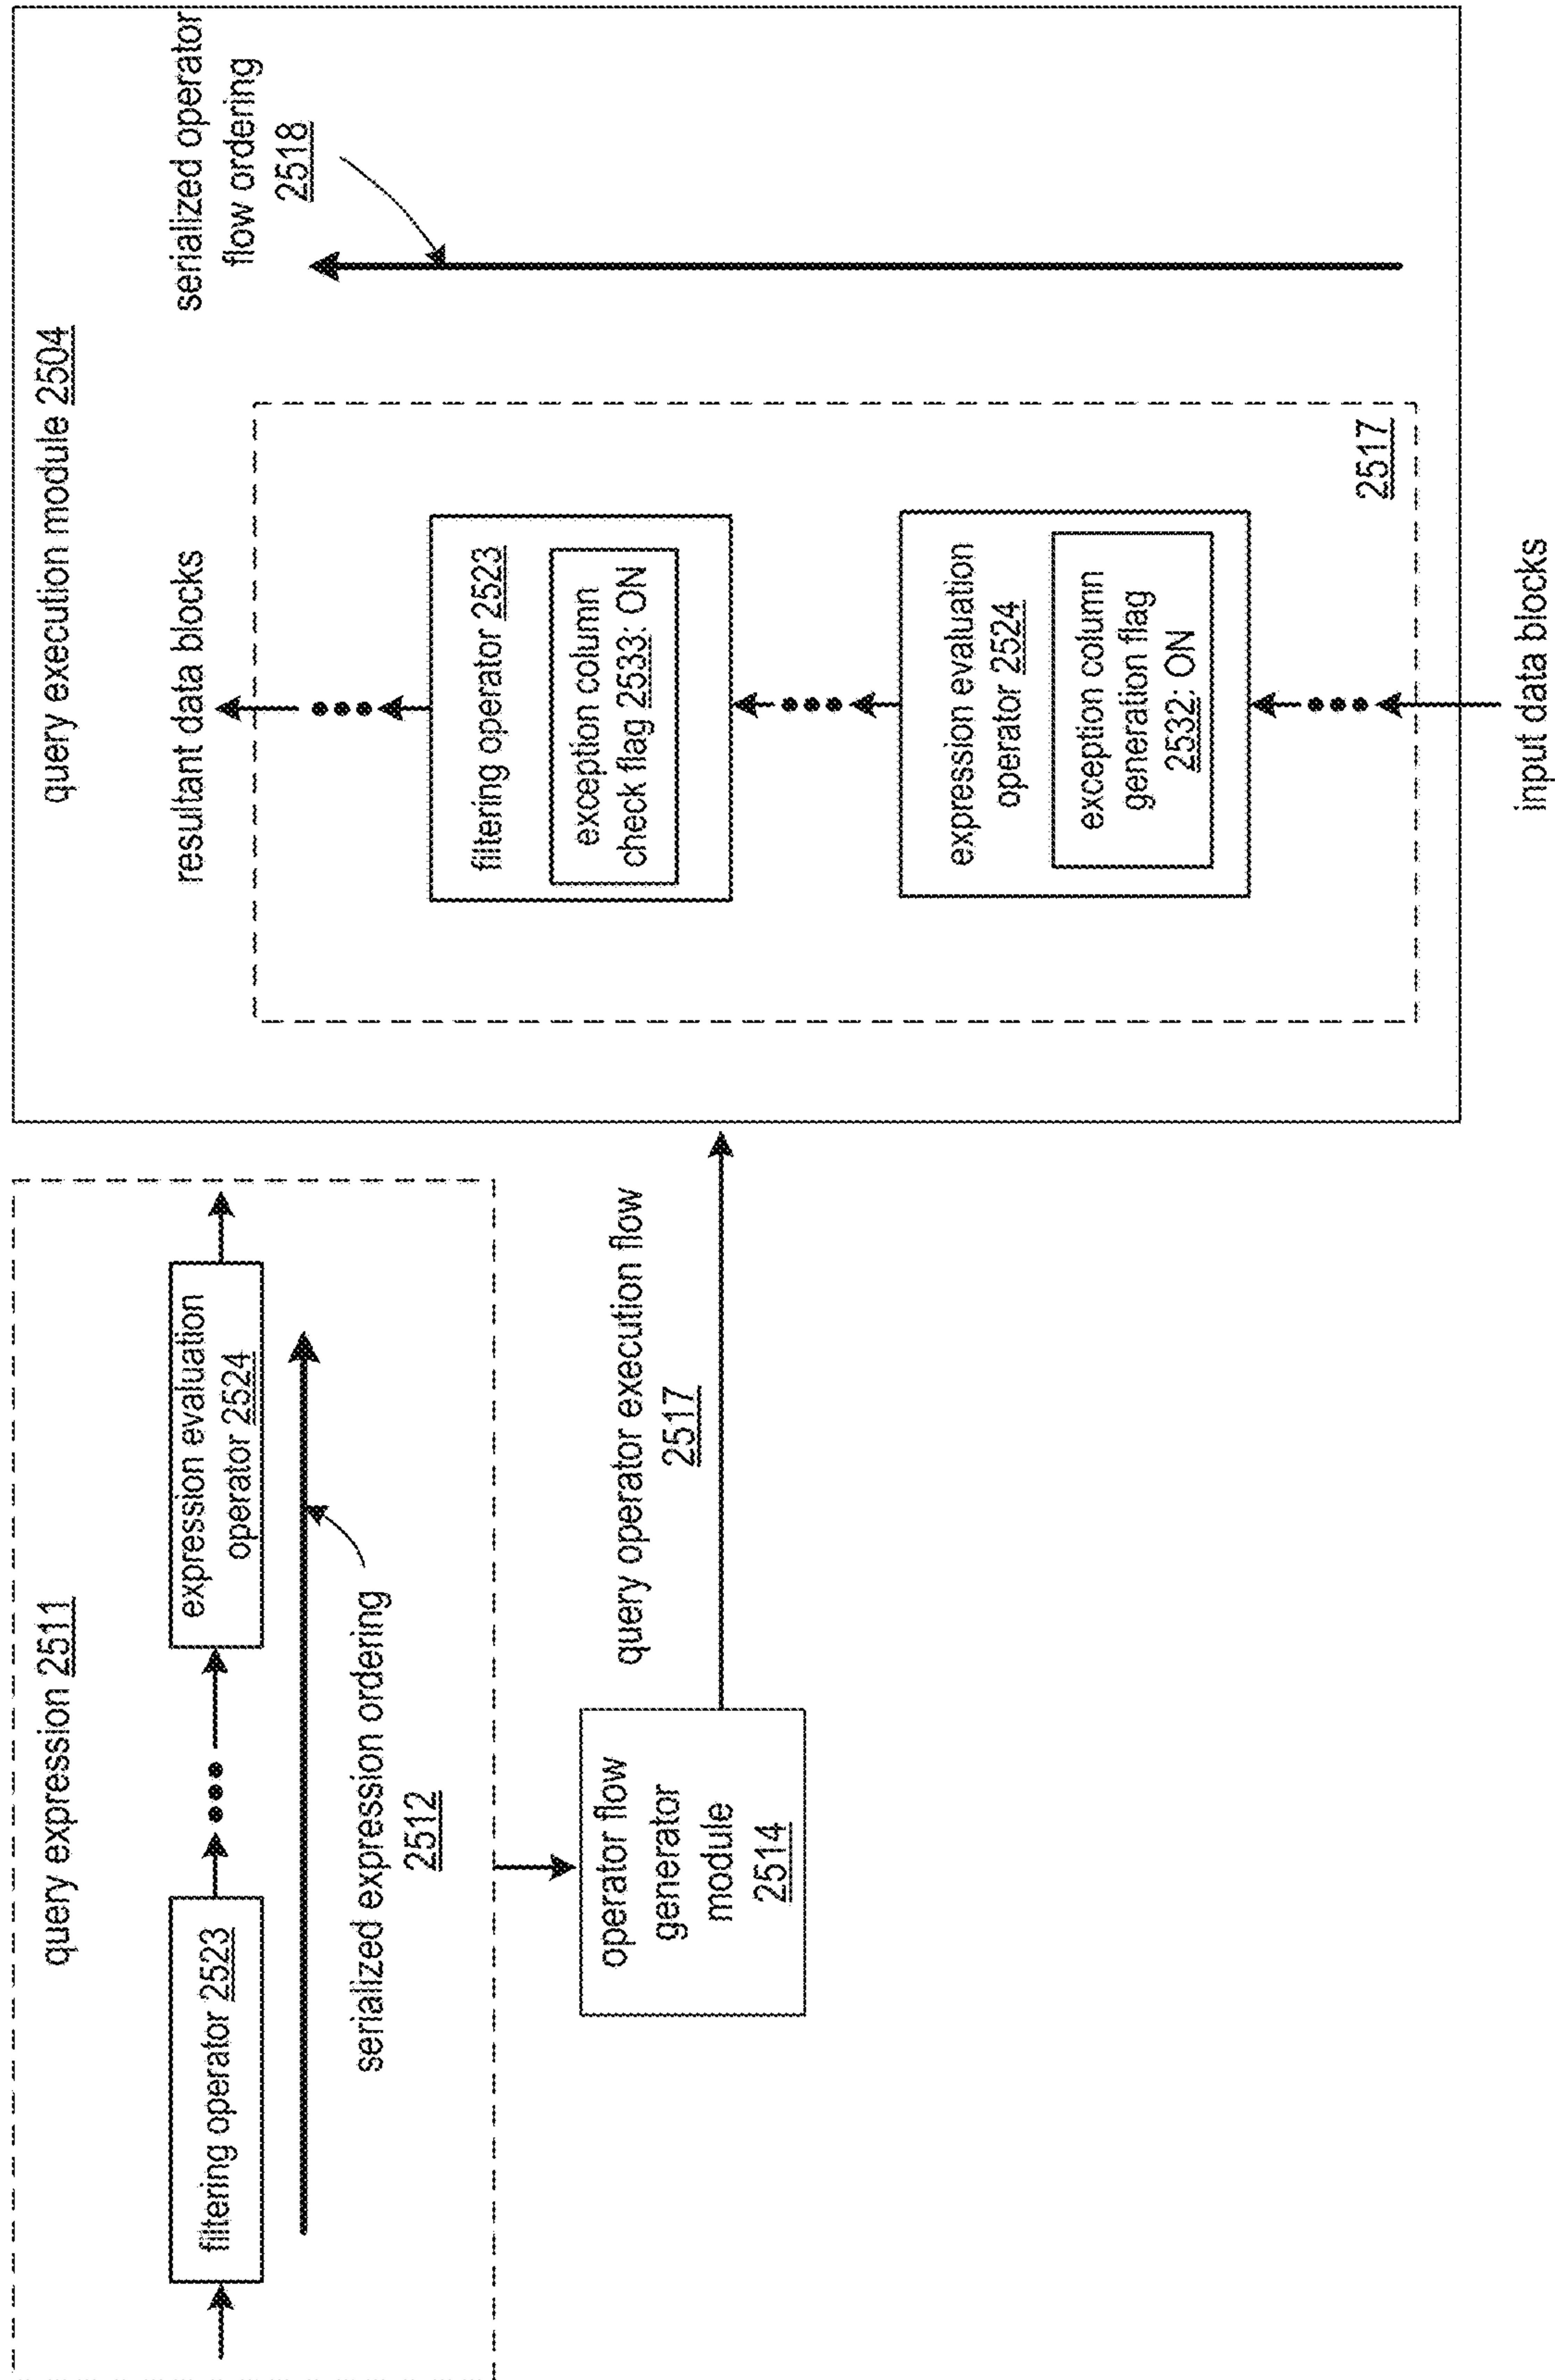 query expression 2511
filtering operator 2523
expression evaluation
operator 2524
serialized expression ordering
2512
operator flow
generator
module
2514
query operator execution flow
2517
query execution module 2504
resultant data blocks
serialized operator
flow ordering
2518
filtering operator 2523
exception column
check flag 2533: ON
expression evaluation
operator 2524
exception column
generation flag
2532: ON
2517
input data blocks